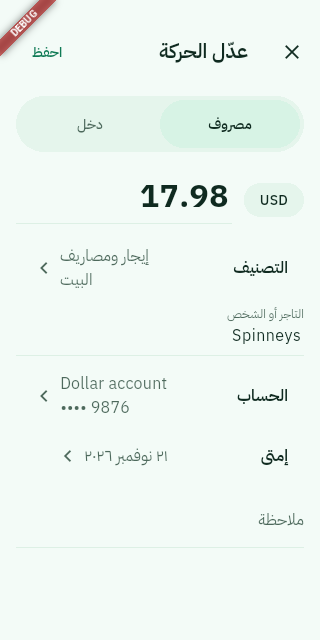 DEBUG
عدّل الحركة
احفظ
مصروف
دخل
USD
17.98
التصنيف
إيجار ومصاريف
البيت
التاجر أو الشخص
Spinneys
الحساب
Dollar account
•••• 9876
إمتى
٢١ نوفمبر ٢٠٢٦
ملاحظة